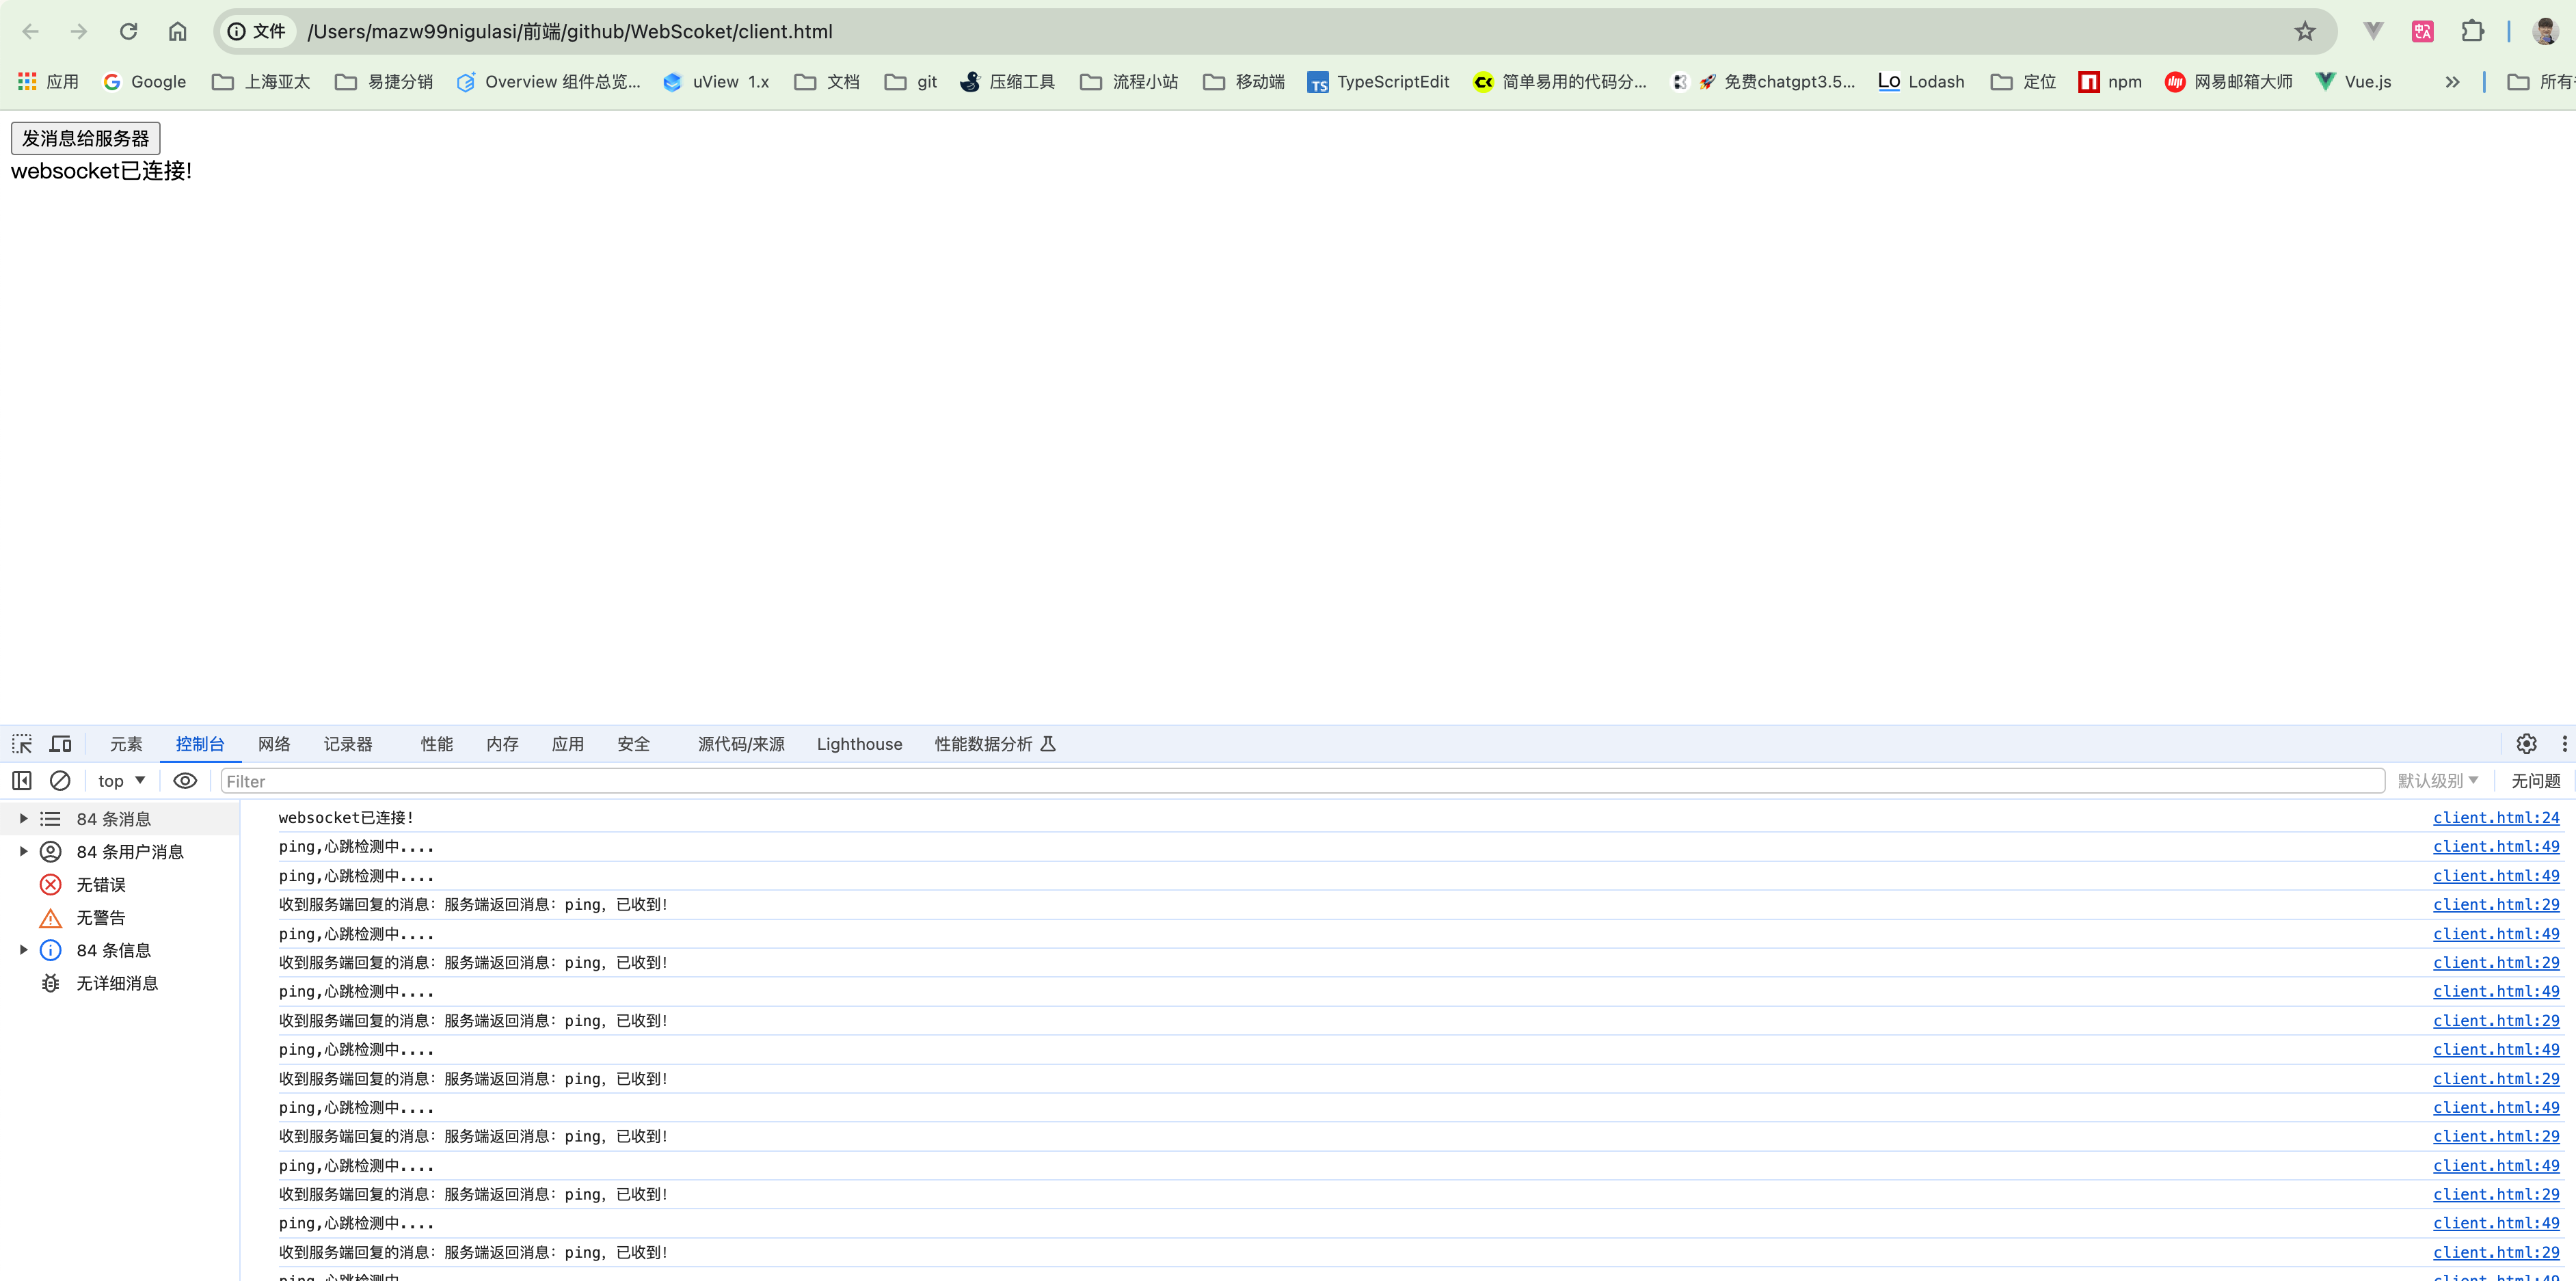 文件 /Users/mazw99nigulasi/前端/github/WebScoket/client.html
应用 Google 上海亚太 易捷分销 Overview 组件总览... uView 1.x 文档 git 压缩工具 流程小站 移动端 TypeScriptEdit 简单易用的代码分... 免费chatgpt3.5... Lodash 定位 npm 网易邮箱大师 Vue.js » 所有
发消息给服务器
websocket已连接!
元素 控制台 网络 记录器 性能 内存 应用 安全 源代码/来源 Lighthouse 性能数据分析
top Filter 默认级别 无问题
84 条消息
84 条用户消息
无错误
无警告
84 条信息
无详细消息
websocket已连接! client.html:24
ping,心跳检测中.... client.html:49
ping,心跳检测中.... client.html:49
收到服务端回复的消息：服务端返回消息：ping，已收到！ client.html:29
ping,心跳检测中.... client.html:49
收到服务端回复的消息：服务端返回消息：ping，已收到！ client.html:29
ping,心跳检测中.... client.html:49
收到服务端回复的消息：服务端返回消息：ping，已收到！ client.html:29
ping,心跳检测中.... client.html:49
收到服务端回复的消息：服务端返回消息：ping，已收到！ client.html:29
ping,心跳检测中.... client.html:49
收到服务端回复的消息：服务端返回消息：ping，已收到！ client.html:29
ping,心跳检测中.... client.html:49
收到服务端回复的消息：服务端返回消息：ping，已收到！ client.html:29
ping,心跳检测中.... client.html:49
收到服务端回复的消息：服务端返回消息：ping，已收到！ client.html:29
ping,心跳检测中.... client.html:49